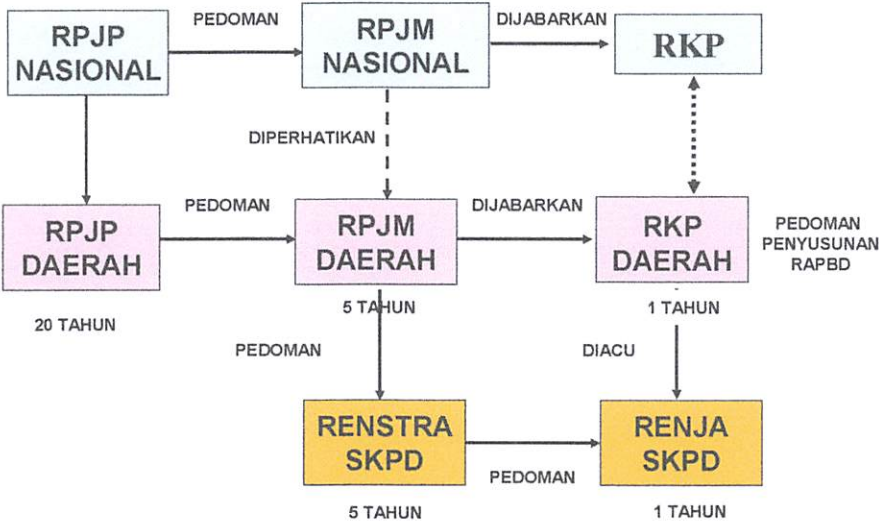 RPJP
NASIONAL
PEDOMAN
RPJM
NASIONAL
DIJABARKAN
RKP
DIPERHATIKAN
RPJP
DAERAH
PEDOMAN
RPJM
DAERAH
DIJABARKAN
RKP
DAERAH
PEDOMAN
PENYUSUNAN
RAPBD
20 TAHUN
5 TAHUN
1 TAHUN
PEDOMAN
DIACU
RENSTRA
SKPD
PEDOMAN
RENJA
SKPD
5 TAHUN
1 TAHUN